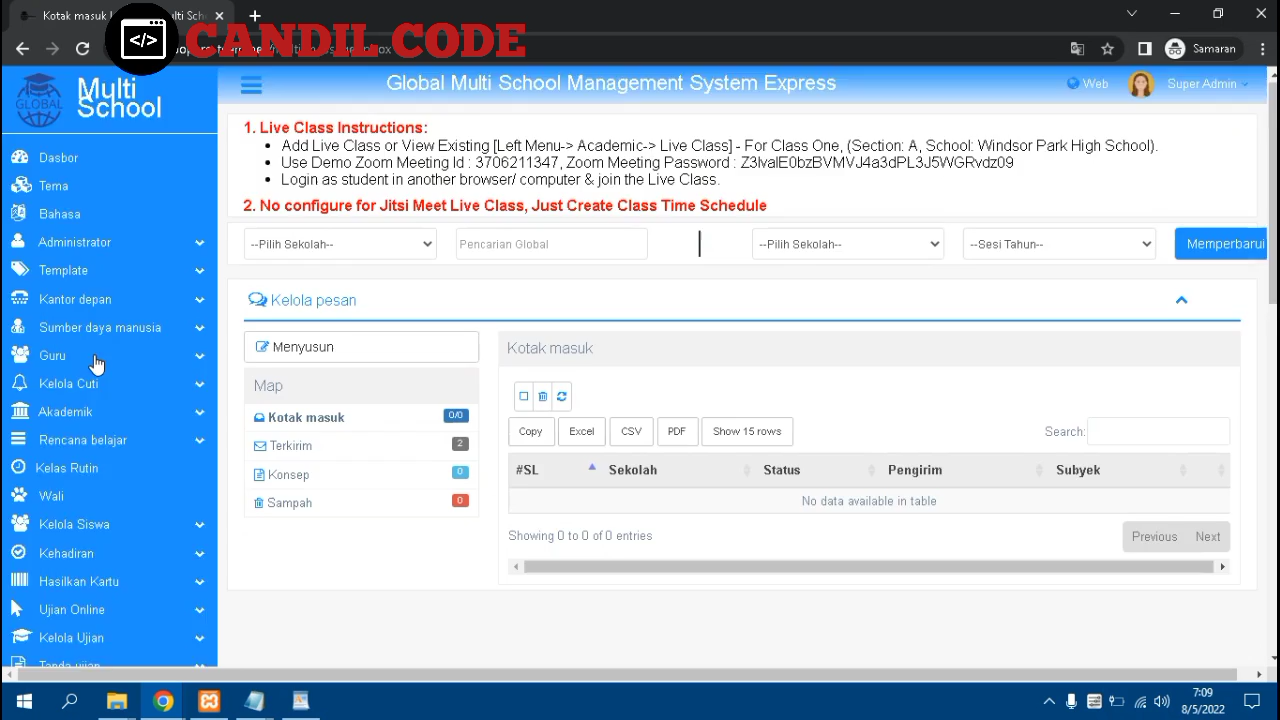 Kotak masuk
Multi Sch
CANDIL CODE
Samaran
GLOBAL
Multi
School
Global Multi School Management System Express
Web
Super Admin
1. Live Class Instructions:
Add Live Class or View Existing [Left Menu-> Academic-> Live Class] - For Class One, (Section: A, School: Windsor Park High School).
Use Demo Zoom Meeting Id : 3706211347, Zoom Meeting Password : Z3lvalE0bzBVMVJ4a3dPL3J5WGRvdz09
Login as student in another browser/ computer & join the Live Class.
2. No configure for Jitsi Meet Live Class, Just Create Class Time Schedule
--Pilih Sekolah--
Pencarian Global
--Pilih Sekolah--
--Sesi Tahun--
Memperbarui
Dasbor
Tema
Bahasa
Administrator
Template
Kantor depan
Sumber daya manusia
Guru
Kelola Cuti
Akademik
Rencana belajar
Kelas Rutin
Wali
Kelola Siswa
Kehadiran
Hasilkan Kartu
Ujian Online
Kelola Ujian
Tanda ujian
Kelola pesan
Menyusun
Map
Kotak masuk 0/0
Terkirim 2
Konsep 0
Sampah 0
Kotak masuk
Copy Excel CSV PDF Show 15 rows
Search:
#SL Sekolah Status Pengirim Subyek
No data available in table
Showing 0 to 0 of 0 entries
Previous Next
7:09
8/5/2022